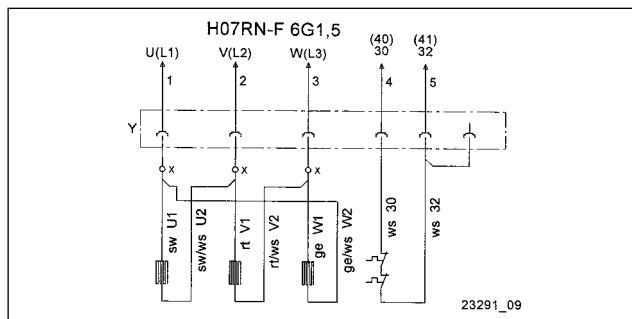 H07RN-F 6G1,5
U(L1) V(L2) W(L3) (40) 30 (41) 32
1 2 3 4 5
Y
x x x
sw U1
sw/ws U2
rt V1
rt/ws V2
ge W1
ge/ws W2
ws 30
ws 32
23291_09